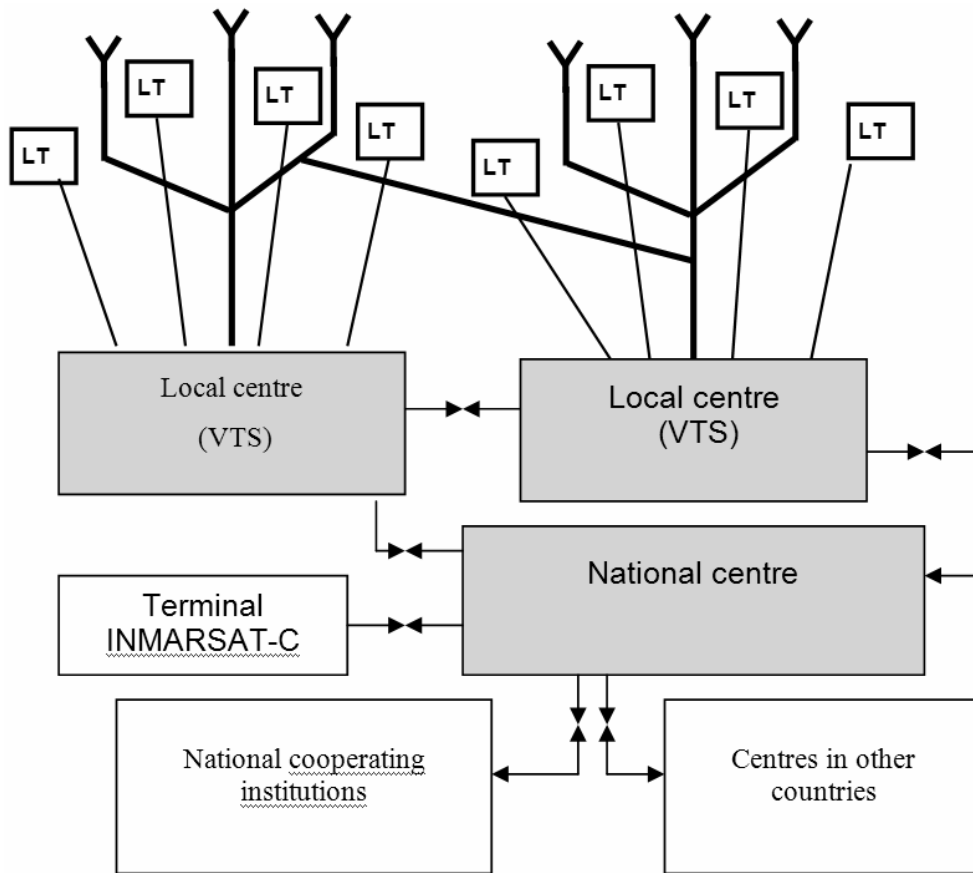 LT
LT
LT
LT
LT
LT
LT
LT
Local centre
(VTS)
Local centre
(VTS)
National centre
Terminal
INMARSAT-C
National cooperating
institutions
Centres in other
countries